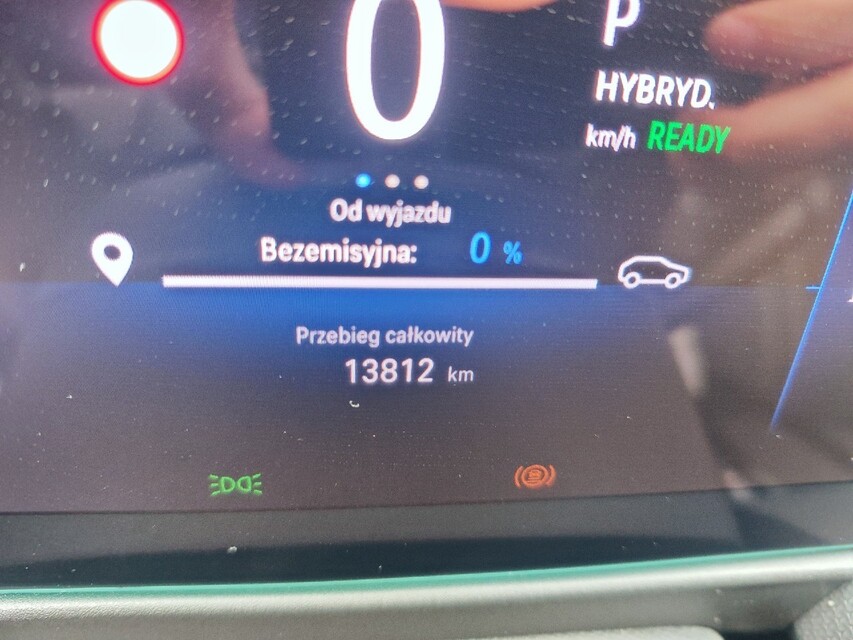 0
P
HYBRYD.
km/h READY
Od wyjazdu
Bezemisyjna: 0 %
Przebieg całkowity
13812 km